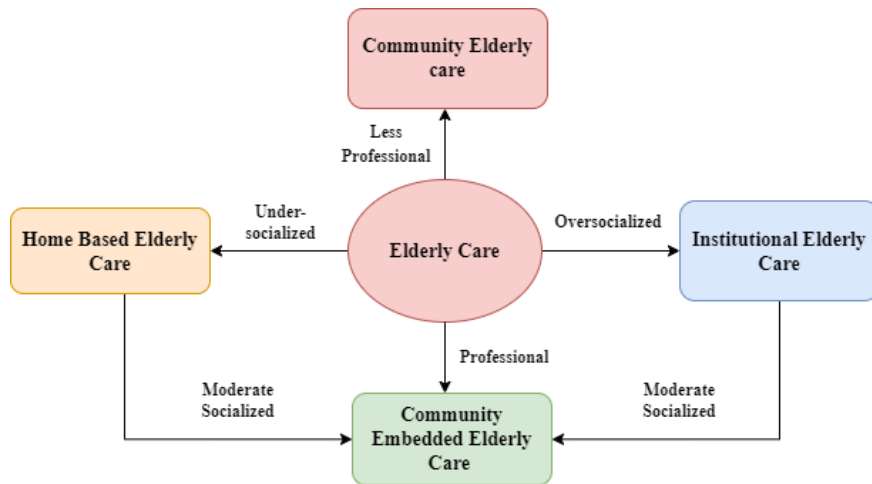 Community Elderly
care
Less
Professional
Under-
socialized
Oversocialized
Home Based Elderly
Care
Elderly Care
Institutional Elderly
Care
Professional
Moderate
Socialized
Moderate
Socialized
Community
Embedded Elderly
Care